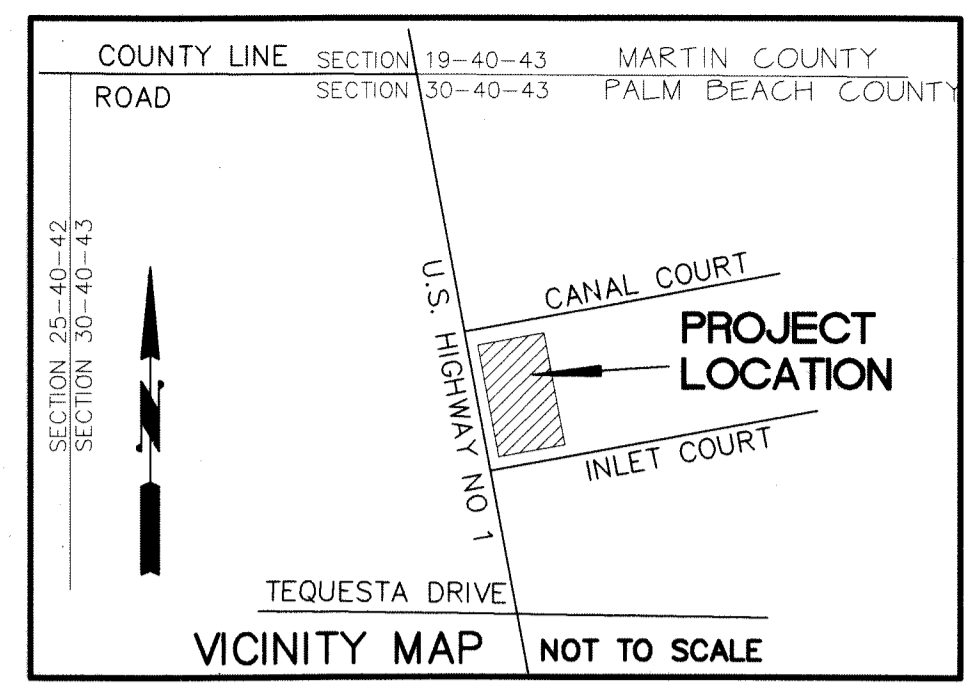 COUNTY LINE SECTION 19-40-43 MARTIN COUNTY
ROAD SECTION 30-40-43 PALM BEACH COUNTY
SECTION 25-40-42
SECTION 30-40-43
N
U.S. HIGHWAY NO 1
CANAL COURT
PROJECT
LOCATION
INLET COURT
TEQUESTA DRIVE
VICINITY MAP NOT TO SCALE